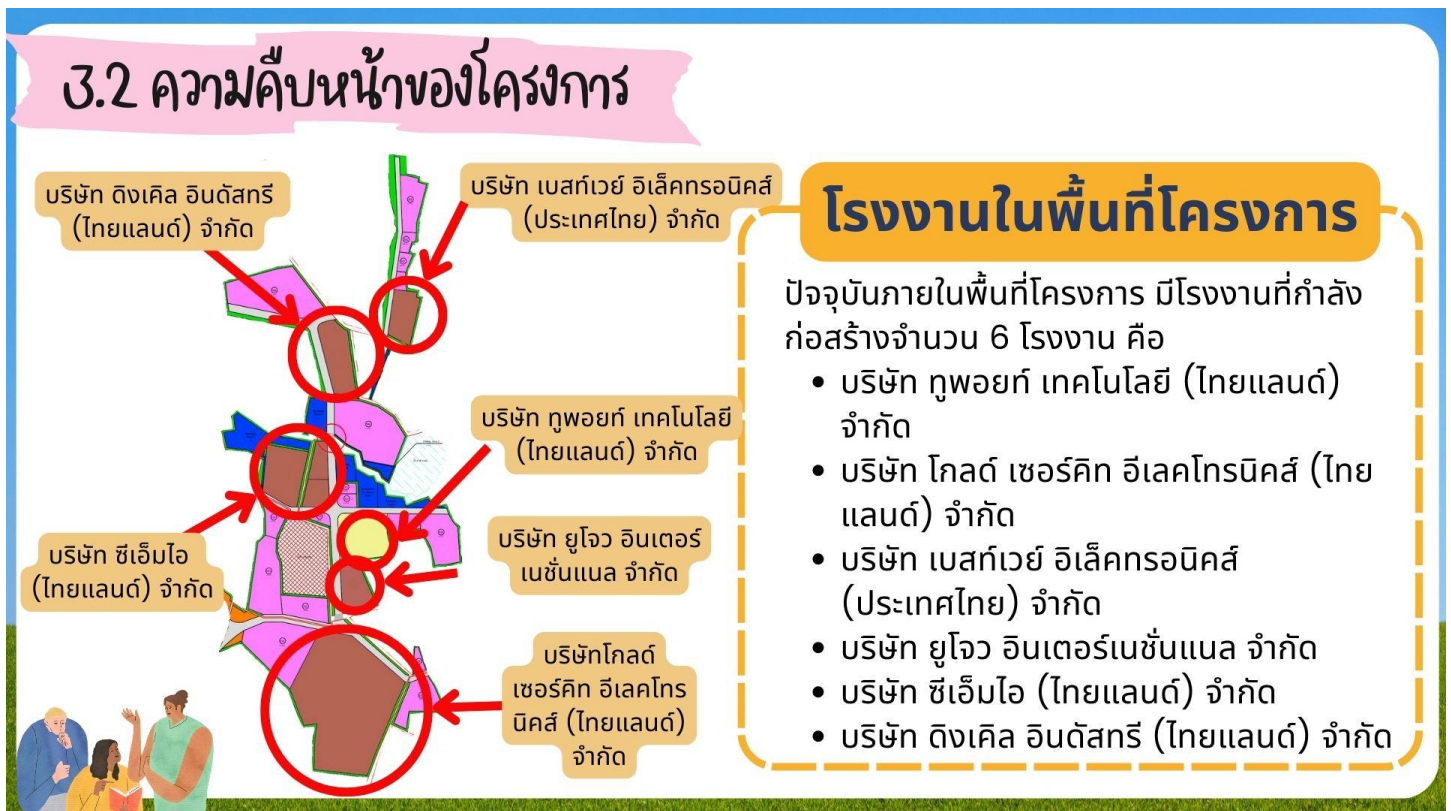 3.2 ความคืบหน้าของโครงการ
บริษัท ดิงเคิล อินดัสทรี
(ไทยแลนด์) จำกัด
บริษัท เบสท์เวย์ อิเล็คทรอนิคส์
(ประเทศไทย) จำกัด
บริษัท ทูพอยท์ เทคโนโลยี
(ไทยแลนด์) จำกัด
บริษัท ซีเอ็มไอ
(ไทยแลนด์) จำกัด
บริษัท ยูโจว อินเตอร์
เนชั่นแนล จำกัด
บริษัทโกลด์
เซอร์คิท อีเลคโทร
นิคส์ (ไทยแลนด์)
จำกัด
โรงงานในพื้นที่โครงการ
ปัจจุบันภายในพื้นที่โครงการ มีโรงงานที่กำลัง
ก่อสร้างจำนวน 6 โรงงาน คือ
• บริษัท ทูพอยท์ เทคโนโลยี (ไทยแลนด์)
จำกัด
• บริษัท โกลด์ เซอร์คิท อีเลคโทรนิคส์ (ไทย
แลนด์) จำกัด
• บริษัท เบสท์เวย์ อิเล็คทรอนิคส์
(ประเทศไทย) จำกัด
• บริษัท ยูโจว อินเตอร์เนชั่นแนล จำกัด
• บริษัท ซีเอ็มไอ (ไทยแลนด์) จำกัด
• บริษัท ดิงเคิล อินดัสทรี (ไทยแลนด์) จำกัด